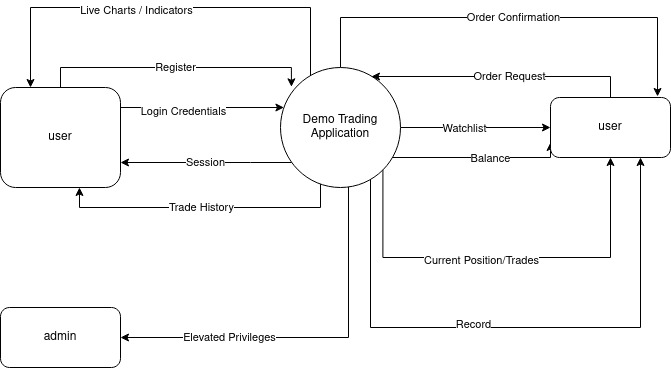 Live Charts / Indicators
Order Confirmation
Register
Order Request
Login Credentials
Demo Trading
Application
user
user
Watchlist
Session
Balance
Trade History
Current Position/Trades
Record
admin
Elevated Privileges